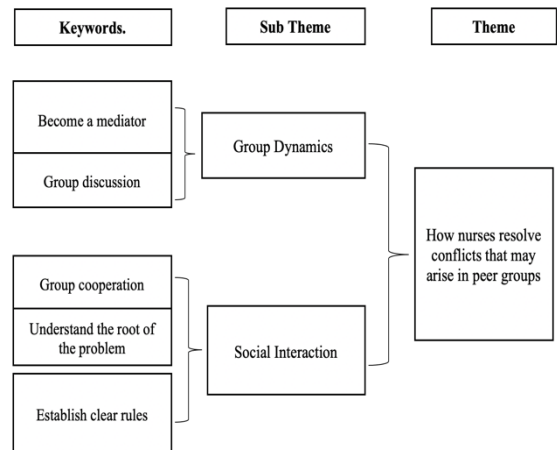 Keywords.
Sub Theme
Theme
Become a mediator
Group discussion
Group Dynamics
Group cooperation
Understand the root of
the problem
Establish clear rules
Social Interaction
How nurses resolve
conflicts that may
arise in peer groups